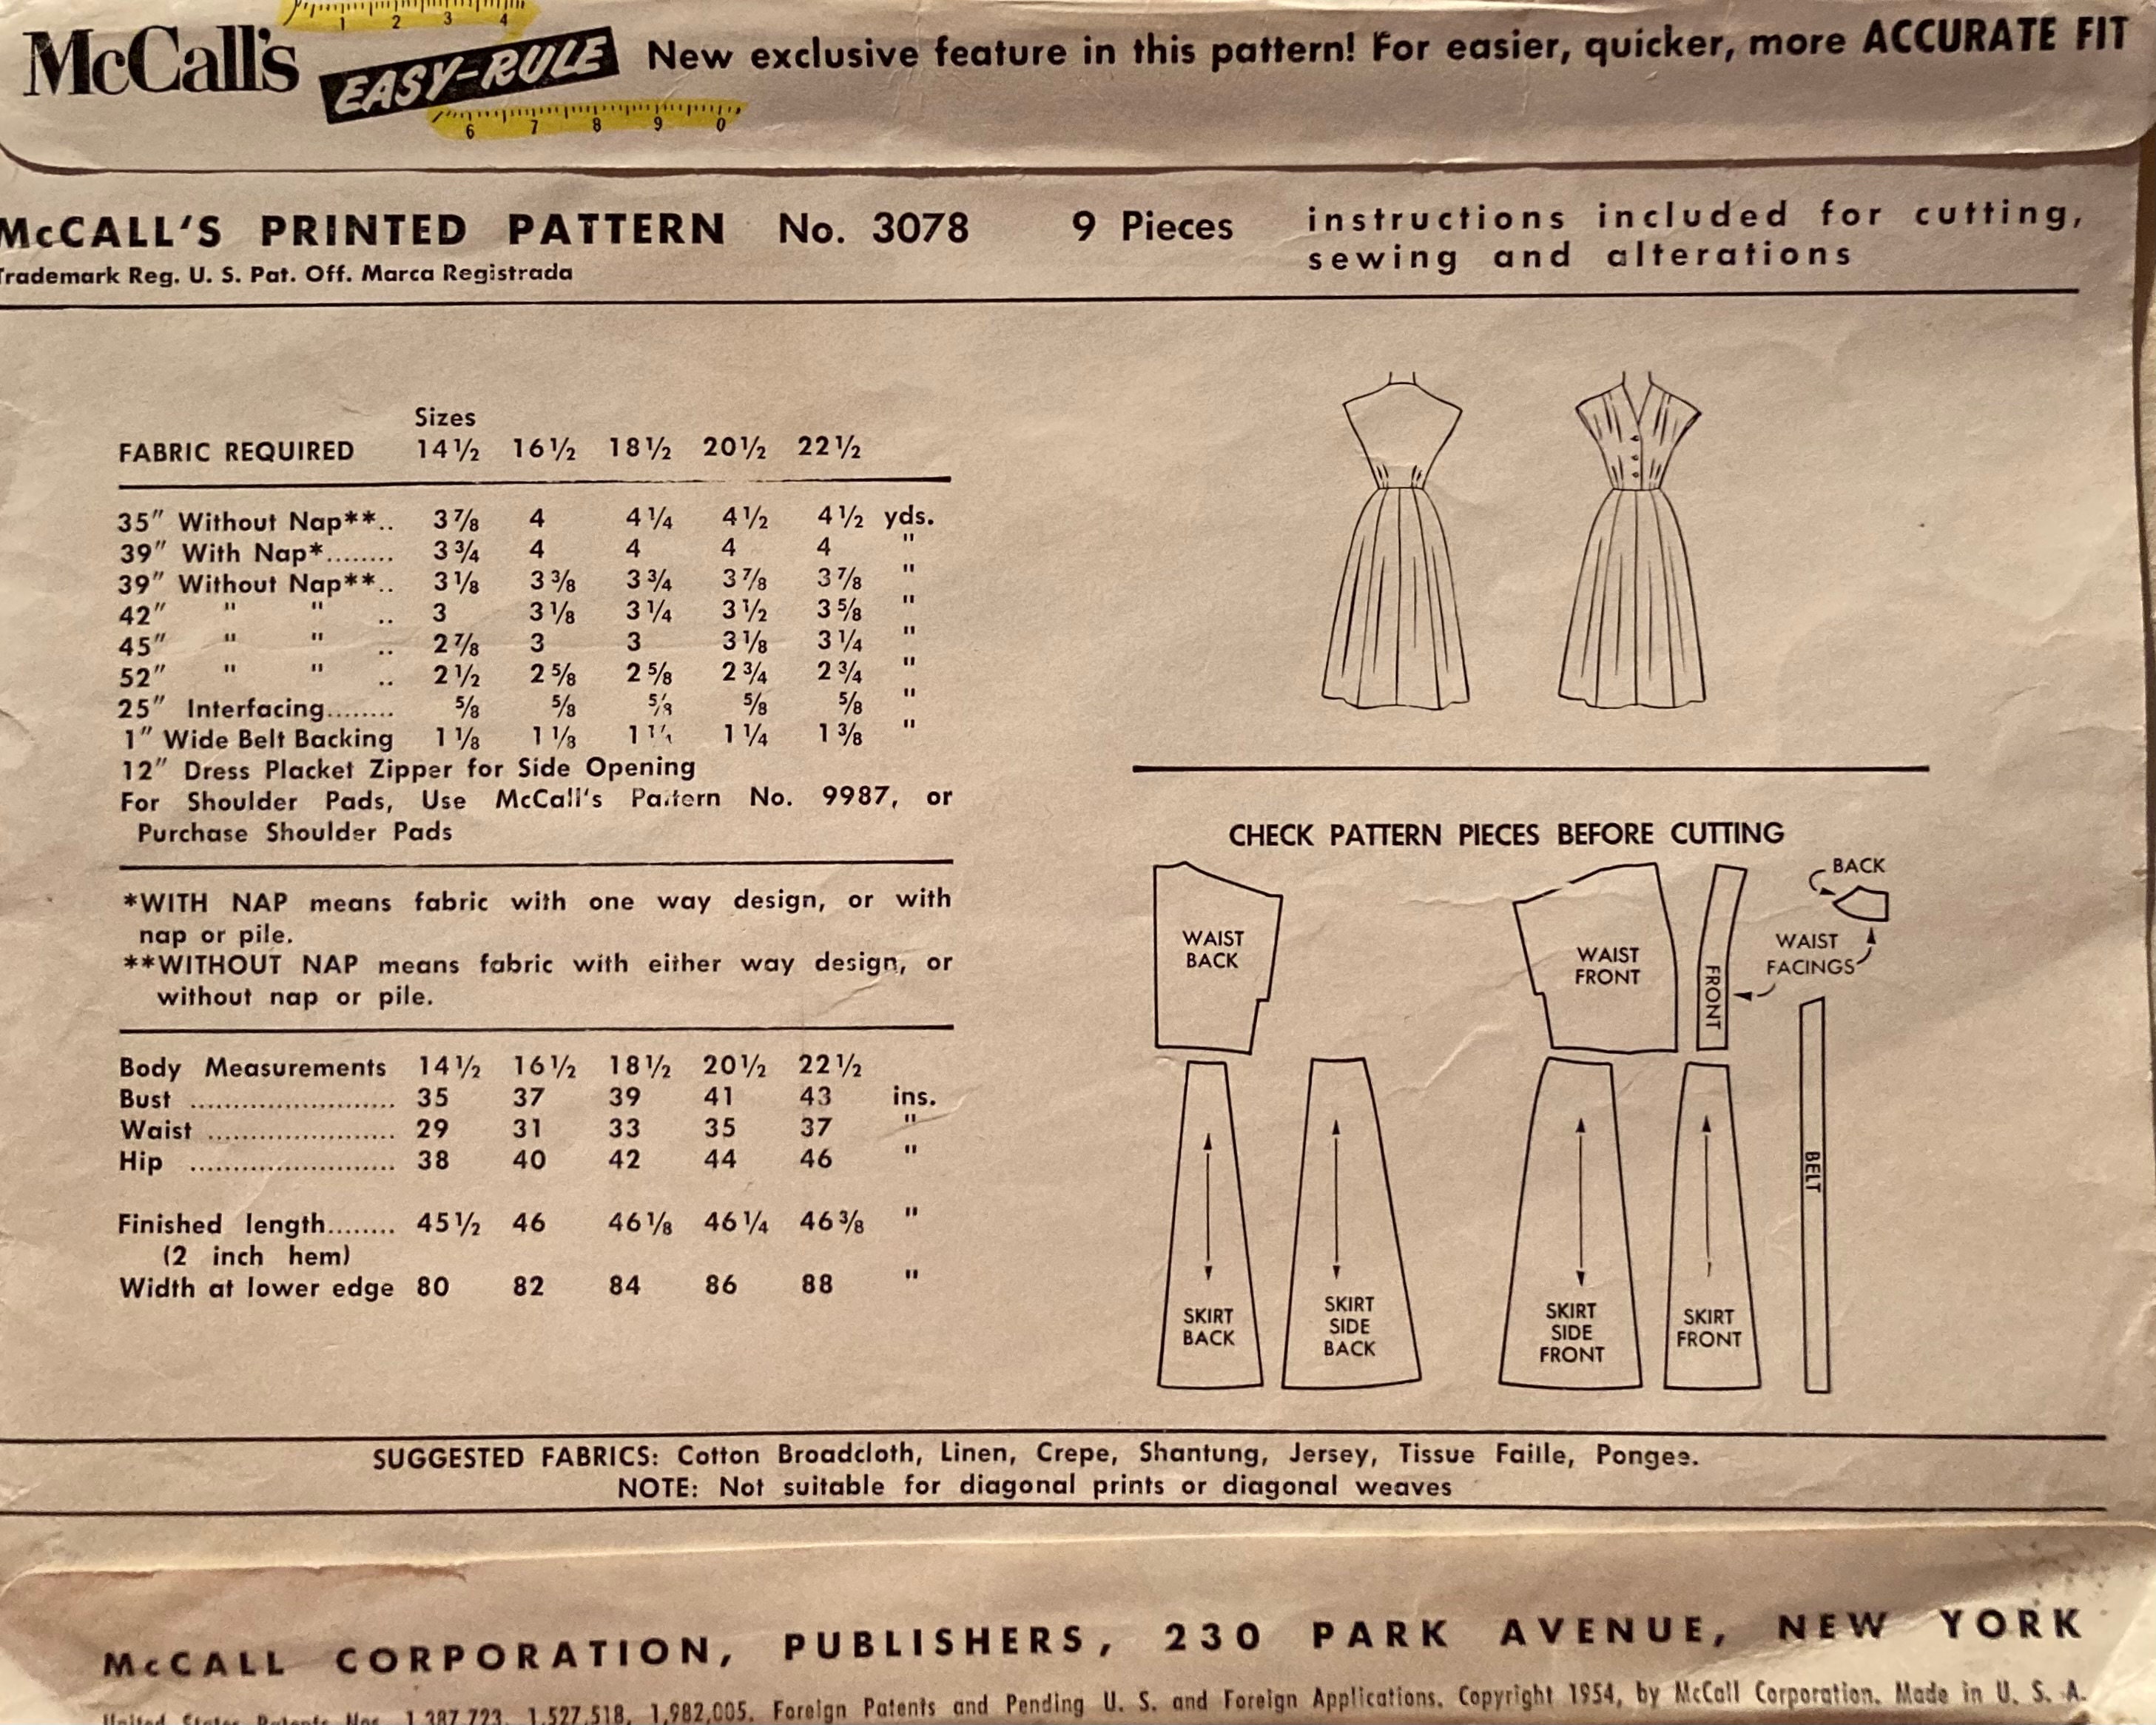 1 2 3 4
McCall's EASY-RULE New exclusive feature in this pattern! For easier, quicker, more ACCURATE FIT
6 7 8 9 0
McCALL'S PRINTED PATTERN No. 3078 9 Pieces instructions included for cutting,
sewing and alterations
Trademark Reg. U. S. Pat. Off. Marca Registrada
Sizes
FABRIC REQUIRED 14½ 16½ 18½ 20½ 22½
35" Without Nap**.. 3⅞ 4 4¼ 4½ 4½ yds.
39" With Nap*........ 3¾ 4 4 4 4 "
39" Without Nap**.. 3⅛ 3⅜ 3¾ 3⅞ 3⅞ "
42" " " .. 3 3⅛ 3¼ 3½ 3⅝ "
45" " " .. 2⅞ 3 3 3⅛ 3¼ "
52" " " .. 2½ 2⅝ 2⅝ 2¾ 2¾ "
25" Interfacing........ ⅝ ⅝ ⅝ ⅝ ⅝ "
1" Wide Belt Backing 1⅛ 1⅛ 1 1¼ 1⅜ "
12" Dress Placket Zipper for Side Opening
For Shoulder Pads, Use McCall's Pattern No. 9987, or
Purchase Shoulder Pads
*WITH NAP means fabric with one way design, or with
nap or pile.
**WITHOUT NAP means fabric with either way design, or
without nap or pile.
Body Measurements 14½ 16½ 18½ 20½ 22½
Bust ........................ 35 37 39 41 43 ins.
Waist ...................... 29 31 33 35 37 "
Hip ........................ 38 40 42 44 46 "
Finished length........ 45½ 46 46⅛ 46¼ 46⅜ "
(2 inch hem)
Width at lower edge 80 82 84 86 88 "
CHECK PATTERN PIECES BEFORE CUTTING
WAIST
BACK
WAIST
FRONT
FRONT
BACK
WAIST
FACINGS
BELT
SKIRT
BACK
SKIRT
SIDE
BACK
SKIRT
SIDE
FRONT
SKIRT
FRONT
SUGGESTED FABRICS: Cotton Broadcloth, Linen, Crepe, Shantung, Jersey, Tissue Faille, Pongee.
NOTE: Not suitable for diagonal prints or diagonal weaves
McCALL CORPORATION, PUBLISHERS, 230 PARK AVENUE, NEW YORK
United States Patents Nos. 1,387,723, 1,527,518, 1,982,005. Foreign Patents and Pending U. S. and Foreign Applications. Copyright 1954, by McCall Corporation. Made in U. S. A.